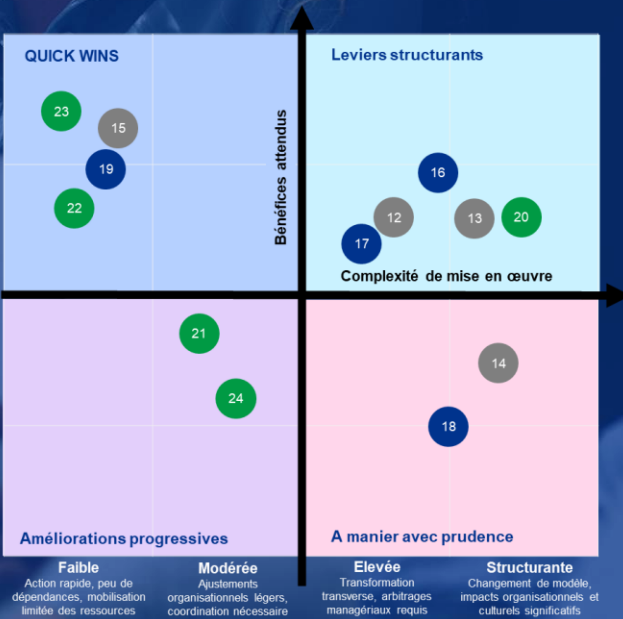 QUICK WINS
Leviers structurants
23
15
19
22
Bénéfices attendus
16
12
13
20
17
Complexité de mise en œuvre
21
24
14
18
Améliorations progressives
A manier avec prudence
Faible
Action rapide, peu de
dépendances, mobilisation
limitée des ressources
Modérée
Ajustements
organisationnels légers,
coordination nécessaire
Elevée
Transformation
transverse, arbitrages
managériaux requis
Structurante
Changement de modèle,
impacts organisationnels et
culturels significatifs